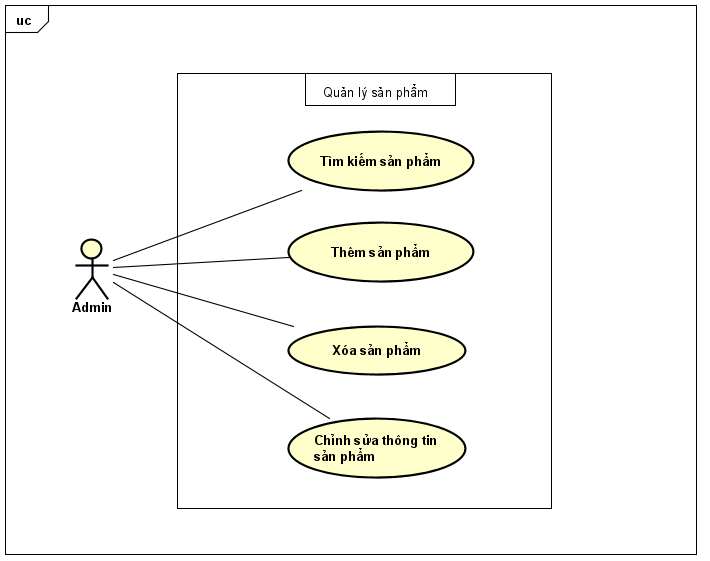 uc
Quản lý sản phẩm
Tìm kiếm sản phẩm
Thêm sản phẩm
Admin
Xóa sản phẩm
Chỉnh sửa thông tin
sản phẩm